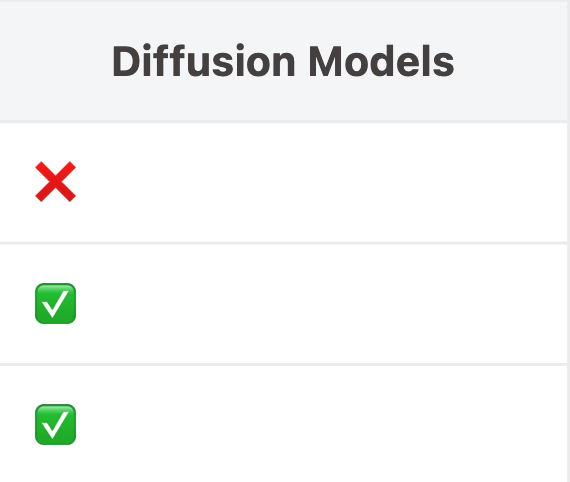 Diffusion Models
❌
✅
✅